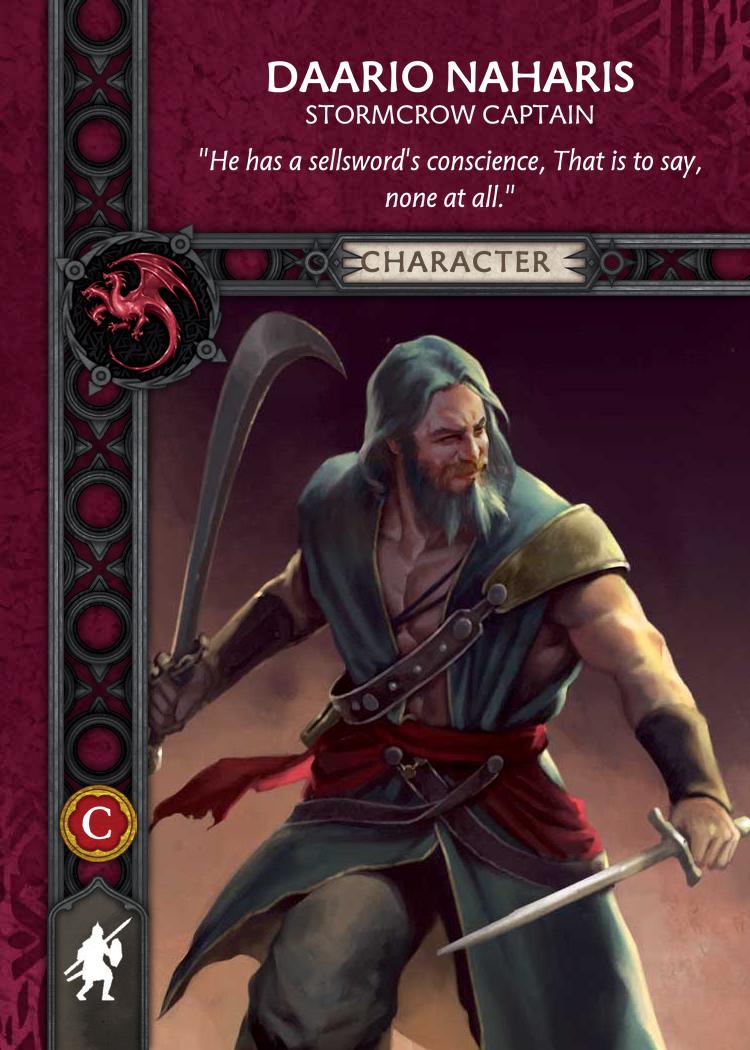 DAARIO NAHARIS
STORMCROW CAPTAIN
"He has a sellsword's conscience, That is to say,
none at all."
CHARACTER
C